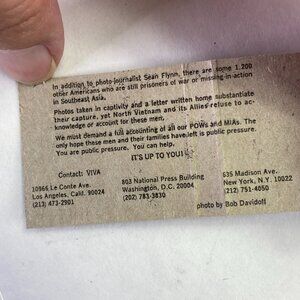 In addition to photo-journalist Sean Flynn, there are some 1,200
other Americans who are still prisoners of war or missing-in-action
in Southeast Asia.
Photos taken in captivity and a letter written home substantiate
their capture, yet North Vietnam and its Allies refuse to ac-
knowledge or account for these men.
We must demand a full accounting of all our POWs and MIAs. The
only hope these men and their families have left is public pressure.
You are public pressure. You can help.
IT'S UP TO YOU!
Contact: VIVA
10966 Le Conte Ave.
Los Angeles, Calif. 90024
(213) 473-2901
803 National Press Building
Washington, D.C. 20004
(202) 783-3830
535 Madison Ave.
New York, N.Y. 10022
(212) 751-4050
photo by Bob Davidoff